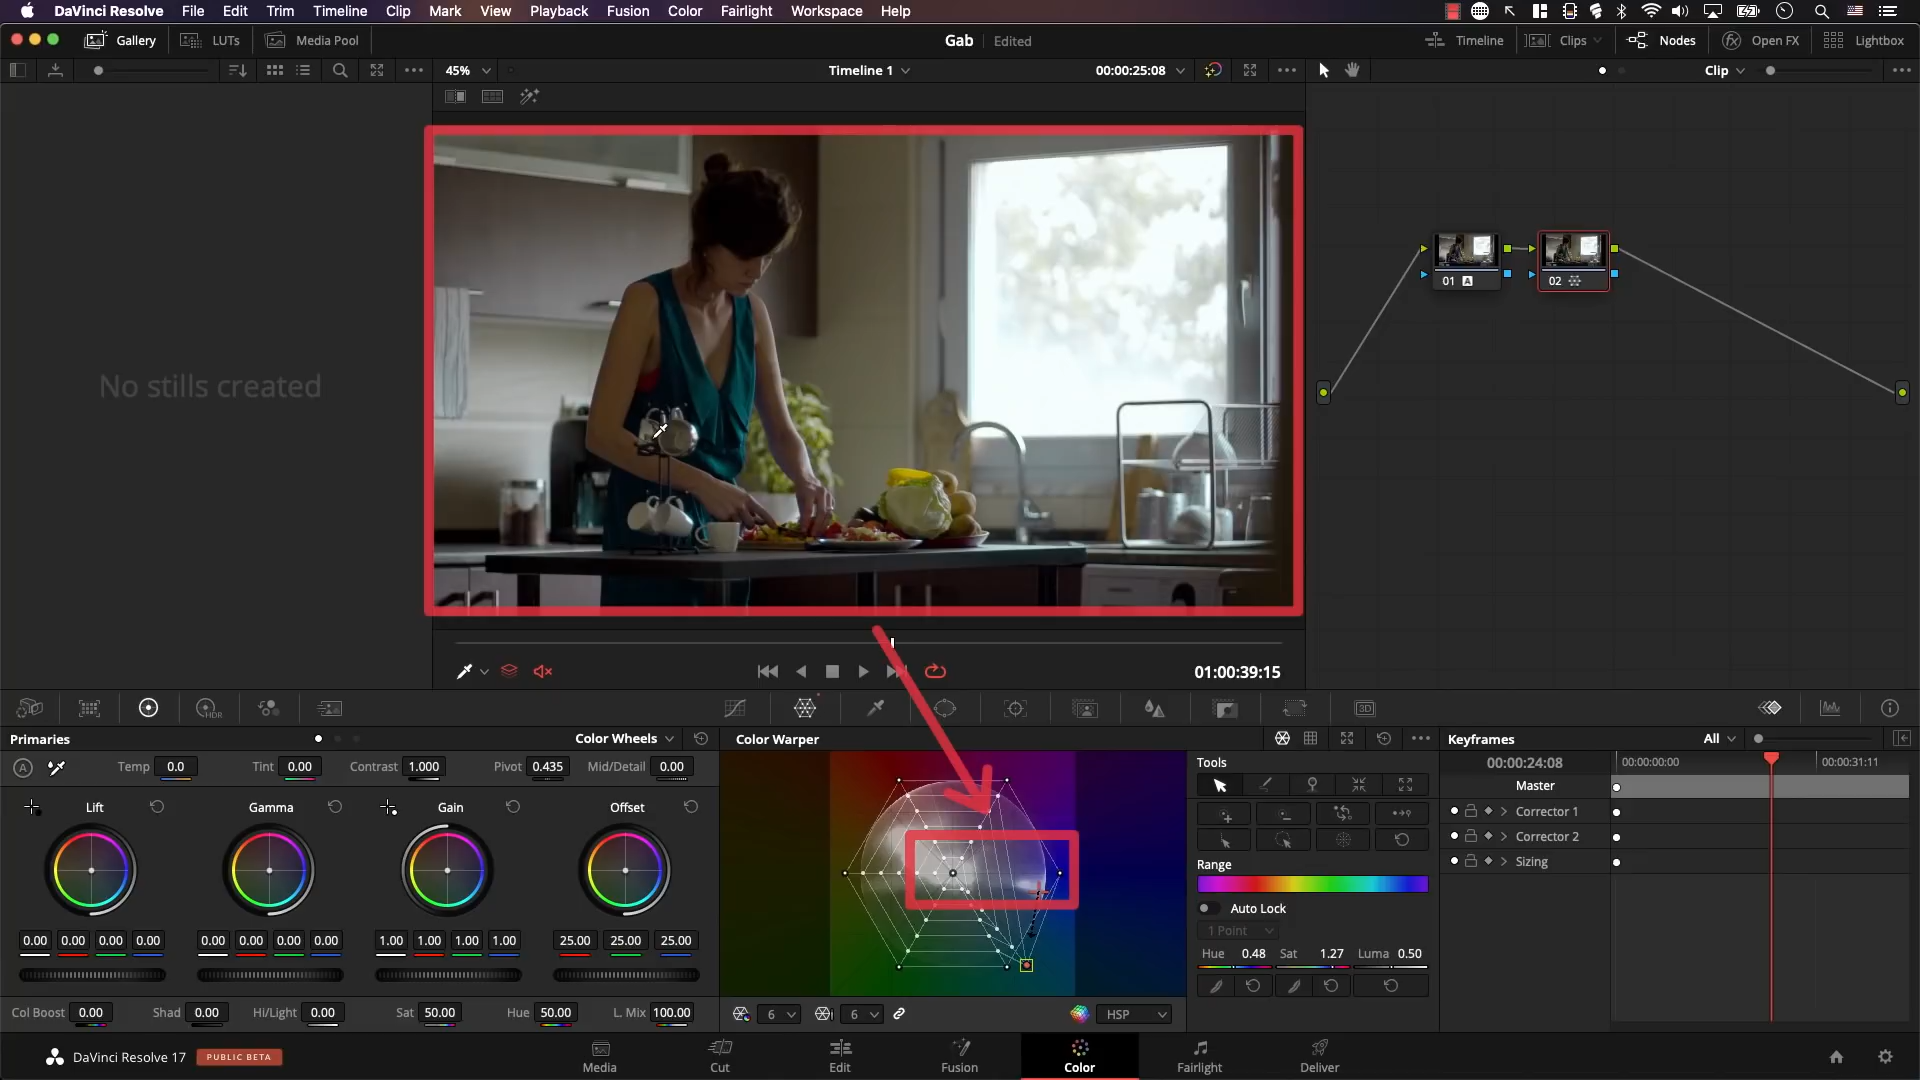 DaVinci Resolve File Edit Trim Timeline Clip Mark View Playback Fusion Color Fairlight Workspace Help
Gallery LUTs Media Pool Gab Edited Timeline Clips Nodes Open FX Lightbox
45% Timeline 1 00:00:25:08 Clip
No stills created
01 A 02
01:00:39:15
HDR 3D
Primaries Color Wheels Color Warper Keyframes All
A Temp 0.0 Tint 0.00 Contrast 1.000 Pivot 0.435 Mid/Detail 0.00 Tools 00:00:24:08 00:00:00:00 00:00:31:11
Master
Lift Gamma Gain Offset Corrector 1
Corrector 2
Range Sizing
Auto Lock
1 Point
0.00 0.00 0.00 0.00 0.00 0.00 0.00 0.00 1.00 1.00 1.00 1.00 25.00 25.00 25.00 Hue 0.48 Sat 1.27 Luma 0.50
Col Boost 0.00 Shad 0.00 Hi/Light 0.00 Sat 50.00 Hue 50.00 L. Mix 100.00 6 6 HSP
DaVinci Resolve 17 PUBLIC BETA Media Cut Edit Fusion Color Fairlight Deliver